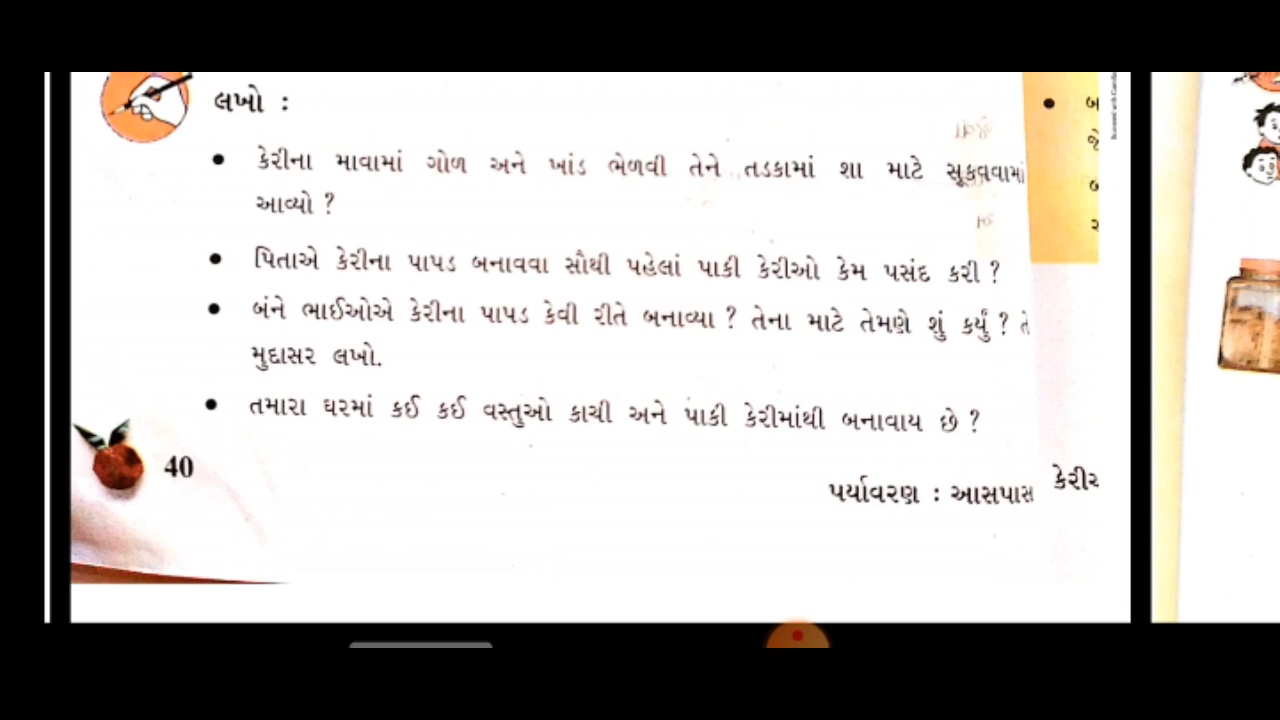 લખો :
કેરીના માવામાં ગોળ અને ખાંડ ભેળવી તેને તડકામાં શા માટે સૂકવવામાં
આવ્યો ?
પિતાએ કેરીના પાપડ બનાવવા સૌથી પહેલાં પાકી કેરીઓ કેમ પસંદ કરી ?
બંને ભાઈઓએ કેરીના પાપડ કેવી રીતે બનાવ્યા ? તેના માટે તેમણે શું કર્યું ? તે
મુદ્દાસર લખો.
તમારા ઘરમાં કઈ કઈ વસ્તુઓ કાચી અને પાકી કેરીમાંથી બનાવાય છે ?
40
પર્યાવરણ : આસપાસ